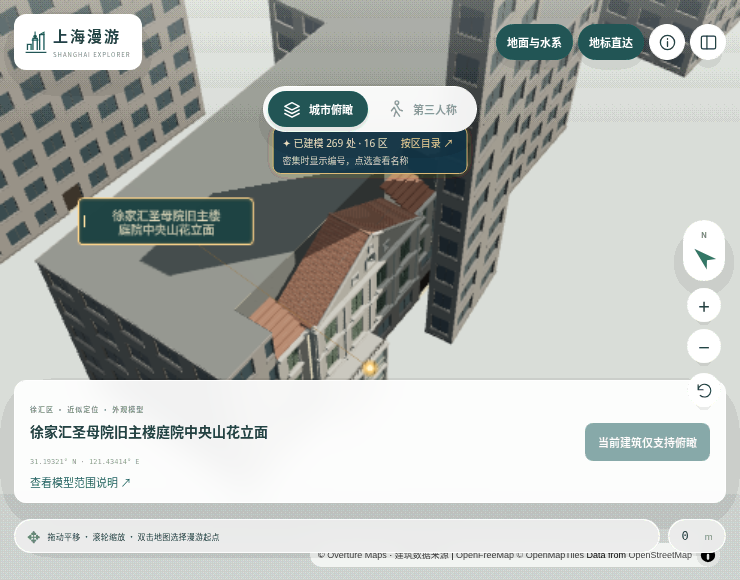 上海漫游
SHANGHAI EXPLORER
地面与水系
地标直达
城市俯瞰
第三人称
✦ 已建模 269 处 · 16 区 按区目录 ↗
密集时显示编号，点选查看名称
徐家汇圣母院旧主楼
庭院中央山花立面
N
+
−
徐汇区 · 近似定位 · 外观模型
徐家汇圣母院旧主楼庭院中央山花立面
31.19321° N · 121.43414° E
查看模型范围说明 ↗
当前建筑仅支持俯瞰
拖动平移 · 滚轮缩放 · 双击地图选择漫游起点
0 m
© Overture Maps · 建筑数据来源 | OpenFreeMap © OpenMapTiles Data from OpenStreetMap